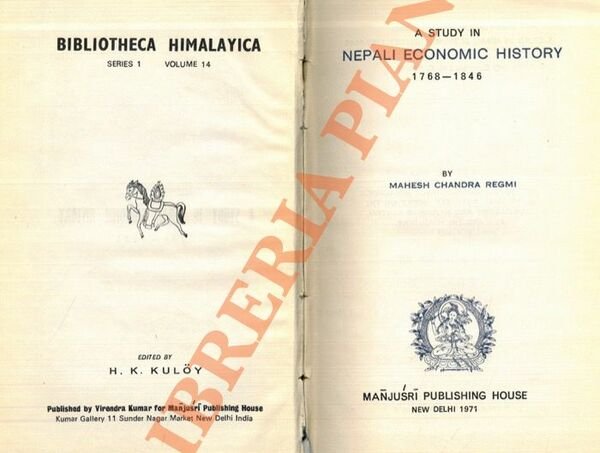 BIBLIOTHECA HIMALAYICA
SERIES 1 VOLUME 14
EDITED BY
H. K. KULÖY
Published by Virendra Kumar for Mañjuśrī Publishing House
Kumar Gallery 11 Sunder Nagar Market New Delhi India
A STUDY IN
NEPALI ECONOMIC HISTORY
1768—1846
BY
MAHESH CHANDRA REGMI
MAÑJUŚRĪ PUBLISHING HOUSE
NEW DELHI 1971
LIBRERIA PIAN